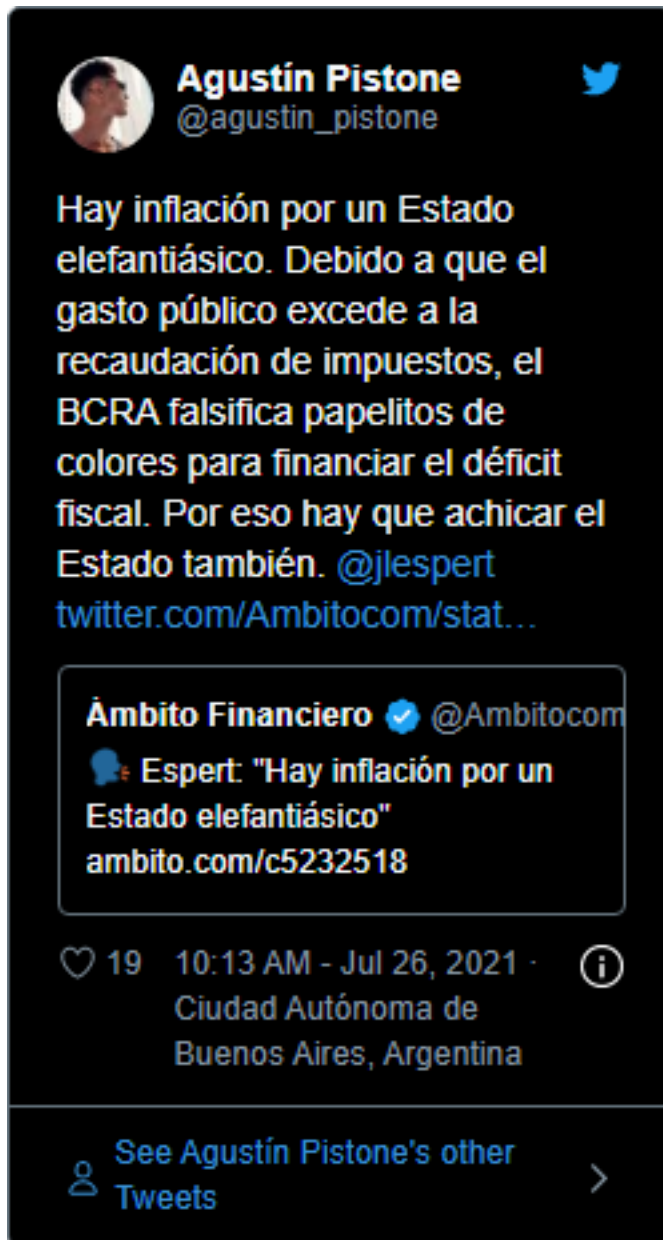 Agustín Pistone
@agustin_pistone
Hay inflación por un Estado
elefantiásico. Debido a que el
gasto público excede a la
recaudación de impuestos, el
BCRA falsifica papelitos de
colores para financiar el déficit
fiscal. Por eso hay que achicar el
Estado también. @jlespert
twitter.com/Ambitocom/stat…
Ámbito Financiero @Ambitocom
🗣 Espert: "Hay inflación por un
Estado elefantiásico"
ambito.com/c5232518
19 10:13 AM - Jul 26, 2021 ·
Ciudad Autónoma de
Buenos Aires, Argentina
See Agustín Pistone's other
Tweets